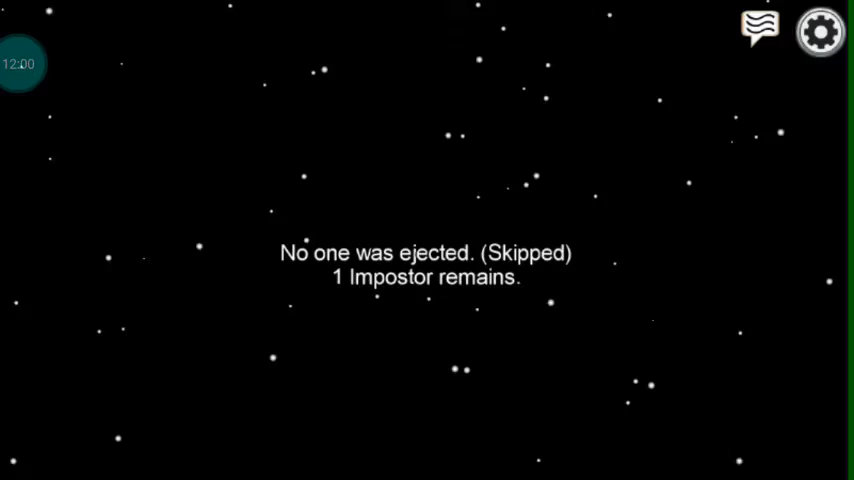 12:00
No one was ejected. (Skipped)
1 Impostor remains.